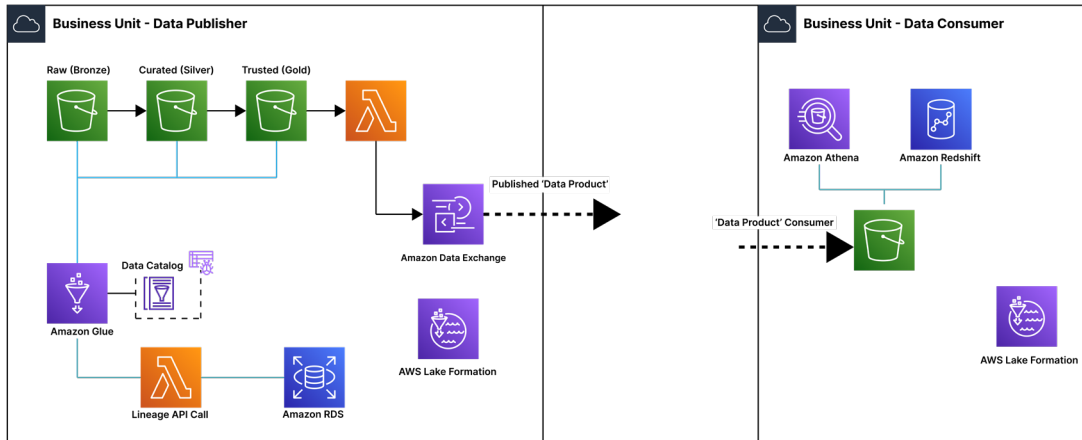 Business Unit - Data Publisher
Business Unit - Data Consumer
Raw (Bronze)
Curated (Silver)
Trusted (Gold)
Amazon Athena
Amazon Redshift
Published ‘Data Product’
‘Data Product’ Consumer
Amazon Data Exchange
Data Catalog
Amazon Glue
AWS Lake Formation
AWS Lake Formation
Lineage API Call
Amazon RDS